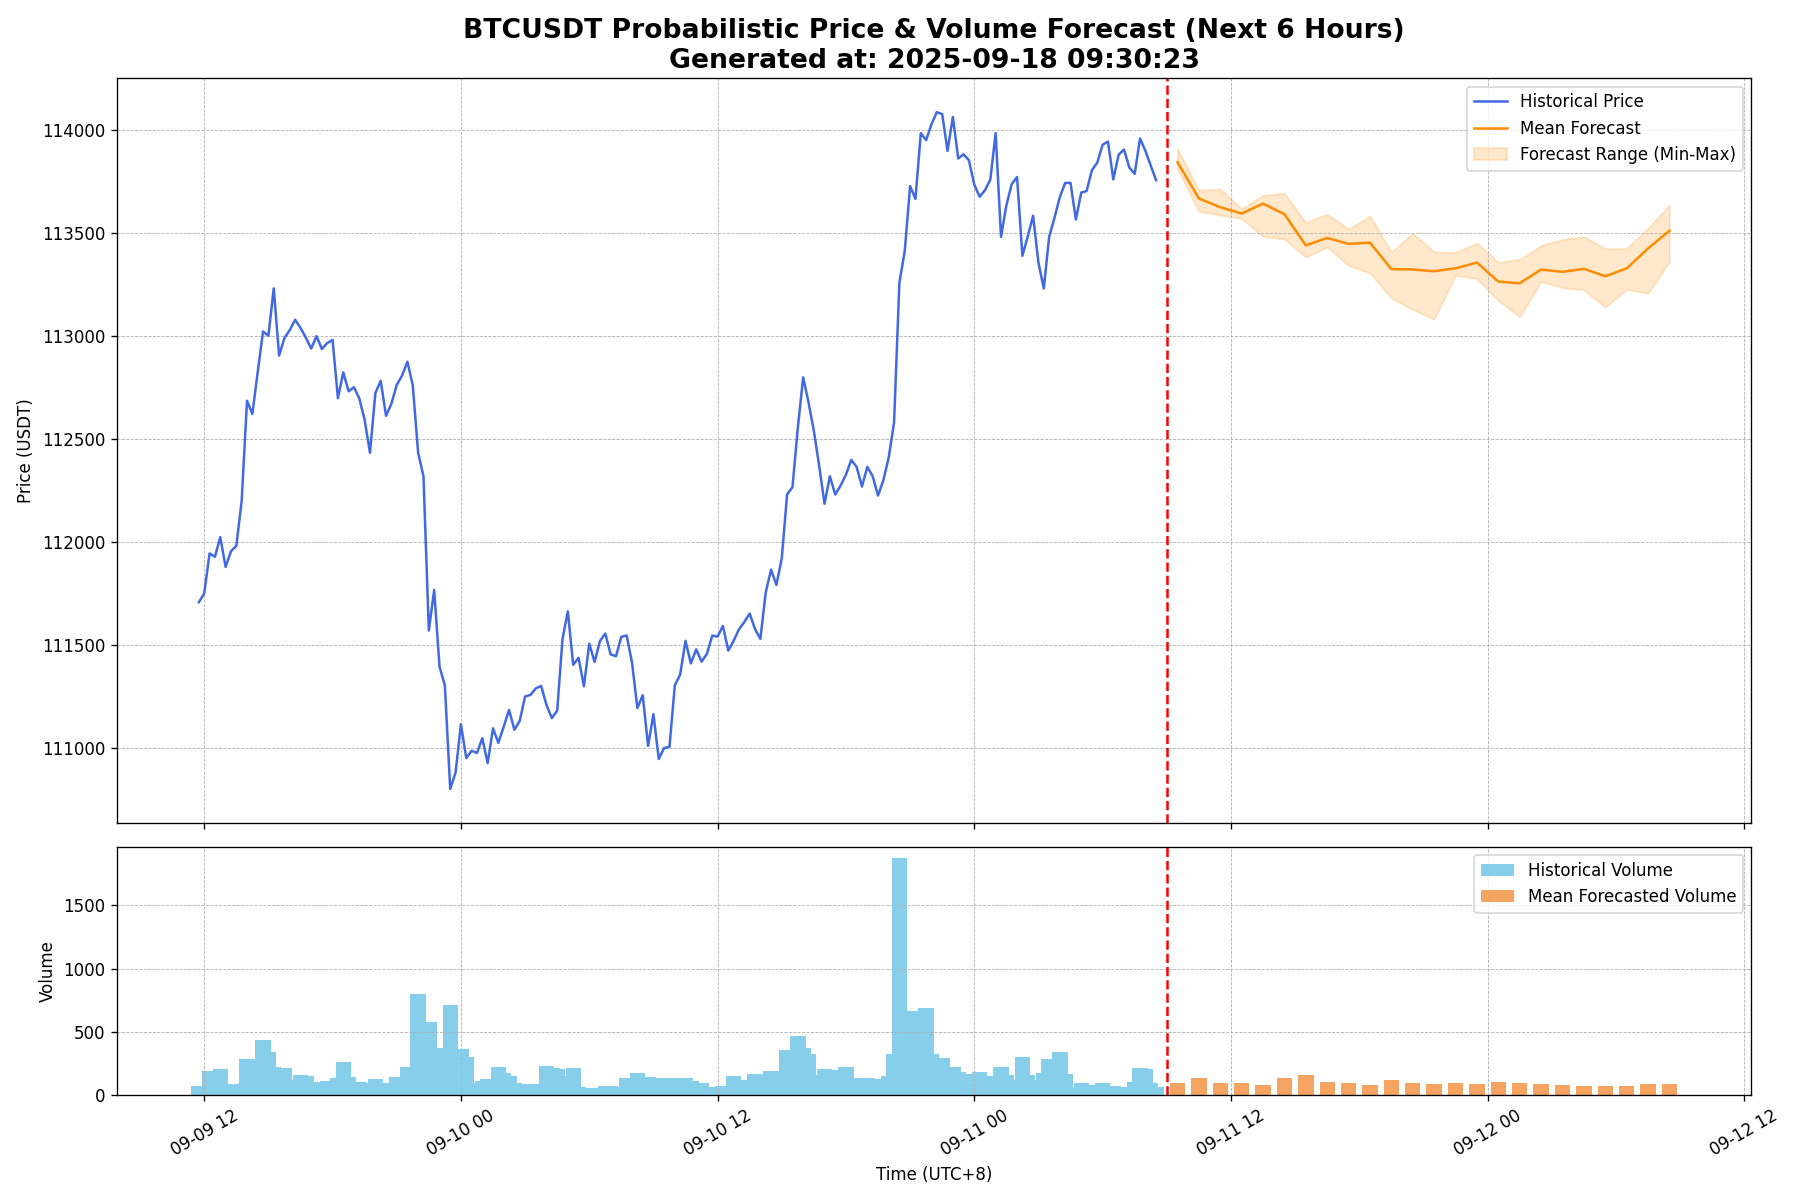 BTCUSDT Probabilistic Price & Volume Forecast (Next 6 Hours)
Generated at: 2025-09-18 09:30:23
Historical Price
Mean Forecast
Forecast Range (Min-Max)
114000
113500
113000
112500
112000
111500
111000
Price (USDT)
Historical Volume
Mean Forecasted Volume
1500
1000
500
0
Volume
09-09 12
09-10 00
09-10 12
09-11 00
09-11 12
09-12 00
09-12 12
Time (UTC+8)